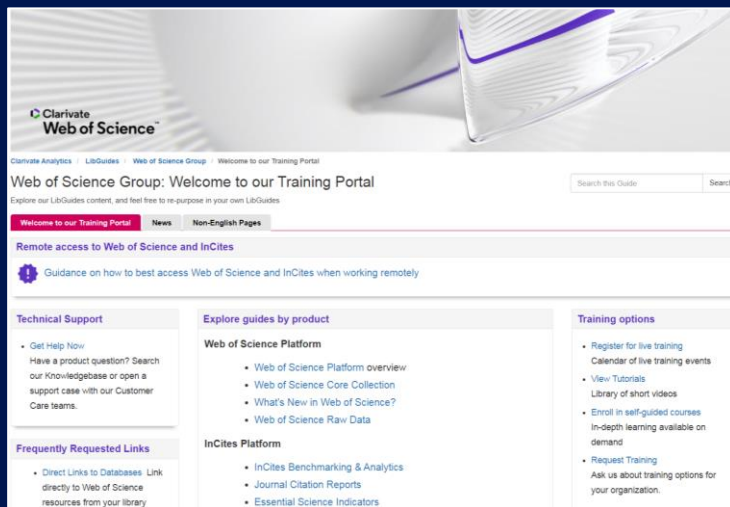 Clarivate
Web of Science™
Clarivate Analytics / LibGuides / Web of Science Group / Welcome to our Training Portal
Web of Science Group: Welcome to our Training Portal
Search this Guide
Search
Explore our LibGuides content, and feel free to re-purpose in your own LibGuides
Welcome to our Training Portal
News
Non-English Pages
Remote access to Web of Science and InCites
Guidance on how to best access Web of Science and InCites when working remotely
Technical Support
• Get Help Now
Have a product question? Search
our Knowledgebase or open a
support case with our Customer
Care teams.
Frequently Requested Links
• Direct Links to Databases Link
directly to Web of Science
resources from your library
Explore guides by product
Web of Science Platform
• Web of Science Platform overview
• Web of Science Core Collection
• What's New in Web of Science?
• Web of Science Raw Data
InCites Platform
• InCites Benchmarking & Analytics
• Journal Citation Reports
• Essential Science Indicators
Training options
• Register for live training
Calendar of live training events
• View Tutorials
Library of short videos
• Enroll in self-guided courses
In-depth learning available on
demand
• Request Training
Ask us about training options for
your organization.